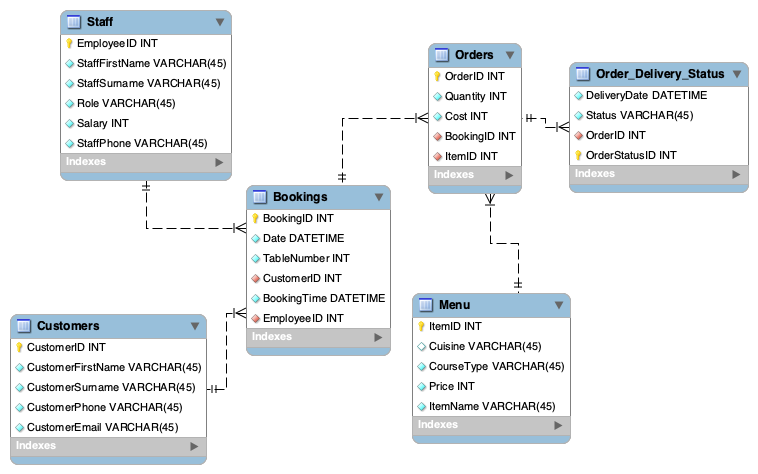 Staff
EmployeeID INT
StaffFirstName VARCHAR(45)
StaffSurname VARCHAR(45)
Role VARCHAR(45)
Salary INT
StaffPhone VARCHAR(45)
Indexes
Orders
OrderID INT
Quantity INT
Cost INT
BookingID INT
ItemID INT
Indexes
Order_Delivery_Status
DeliveryDate DATETIME
Status VARCHAR(45)
OrderID INT
OrderStatusID INT
Indexes
Bookings
BookingID INT
Date DATETIME
TableNumber INT
CustomerID INT
BookingTime DATETIME
EmployeeID INT
Indexes
Customers
CustomerID INT
CustomerFirstName VARCHAR(45)
CustomerSurname VARCHAR(45)
CustomerPhone VARCHAR(45)
CustomerEmail VARCHAR(45)
Indexes
Menu
ItemID INT
Cuisine VARCHAR(45)
CourseType VARCHAR(45)
Price INT
ItemName VARCHAR(45)
Indexes